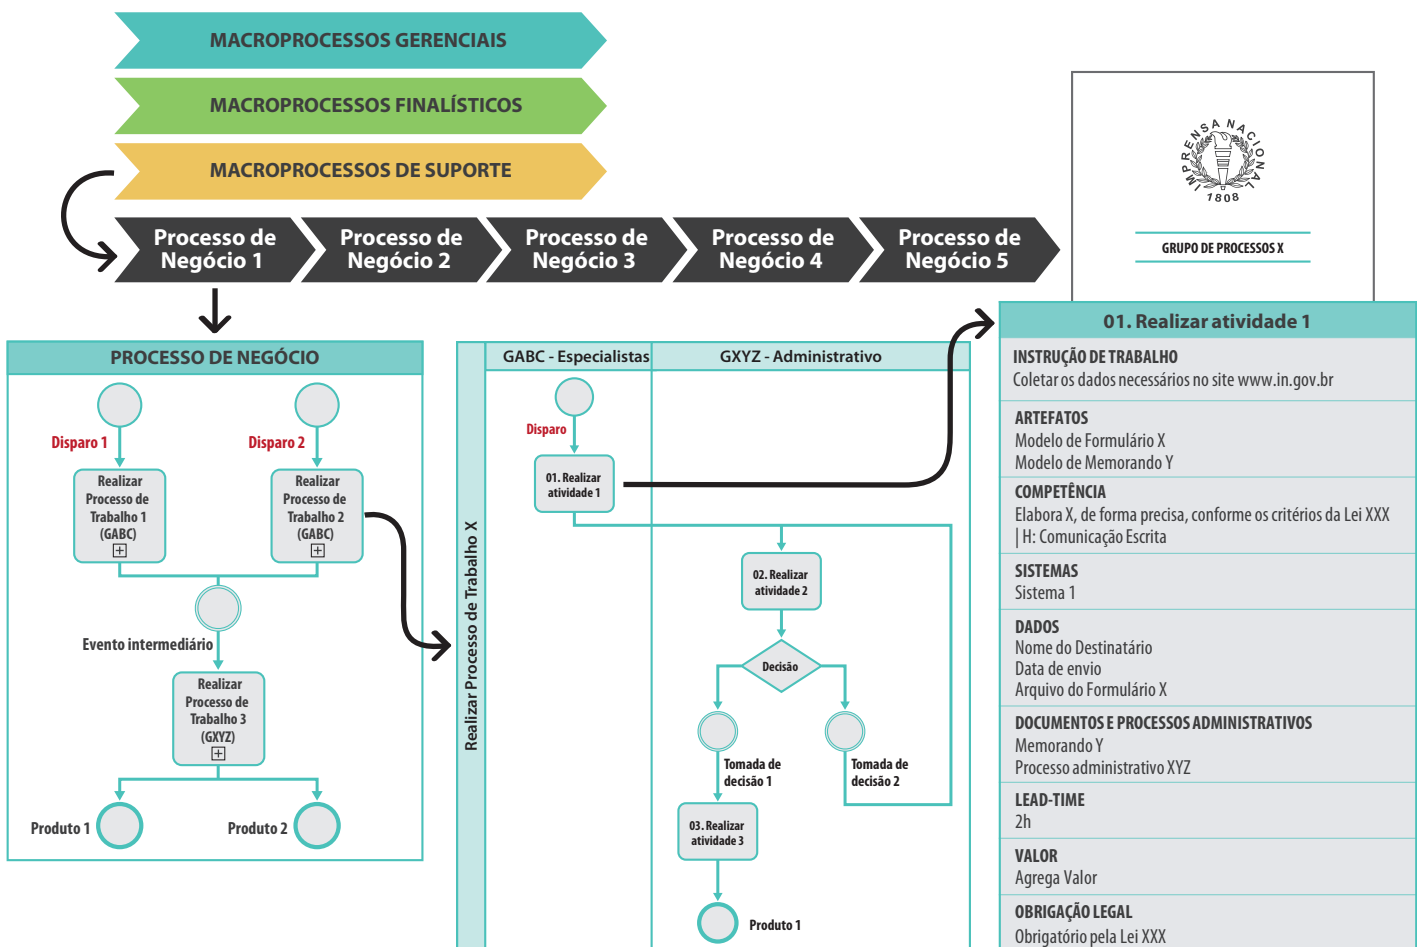 MACROPROCESSOS GERENCIAIS
MACROPROCESSOS FINALÍSTICOS
MACROPROCESSOS DE SUPORTE
Processo de
Negócio 1
Processo de
Negócio 2
Processo de
Negócio 3
Processo de
Negócio 4
Processo de
Negócio 5
IMPRENSA NACIONAL
1808
GRUPO DE PROCESSOS X
PROCESSO DE NEGÓCIO
Disparo 1
Disparo 2
Realizar
Processo de
Trabalho 1
(GABC)
Realizar
Processo de
Trabalho 2
(GABC)
Evento intermediário
Realizar
Processo de
Trabalho 3
(GXYZ)
Produto 1
Produto 2
Realizar Processo de Trabalho X
GABC - Especialistas
GXYZ - Administrativo
Disparo
01. Realizar
atividade 1
02. Realizar
atividade 2
Decisão
Tomada de
decisão 1
Tomada de
decisão 2
03. Realizar
atividade 3
Produto 1
01. Realizar atividade 1
INSTRUÇÃO DE TRABALHO
Coletar os dados necessários no site www.in.gov.br
ARTEFATOS
Modelo de Formulário X
Modelo de Memorando Y
COMPETÊNCIA
Elabora X, de forma precisa, conforme os critérios da Lei XXX
| H: Comunicação Escrita
SISTEMAS
Sistema 1
DADOS
Nome do Destinatário
Data de envio
Arquivo do Formulário X
DOCUMENTOS E PROCESSOS ADMINISTRATIVOS
Memorando Y
Processo administrativo XYZ
LEAD-TIME
2h
VALOR
Agrega Valor
OBRIGAÇÃO LEGAL
Obrigatório pela Lei XXX